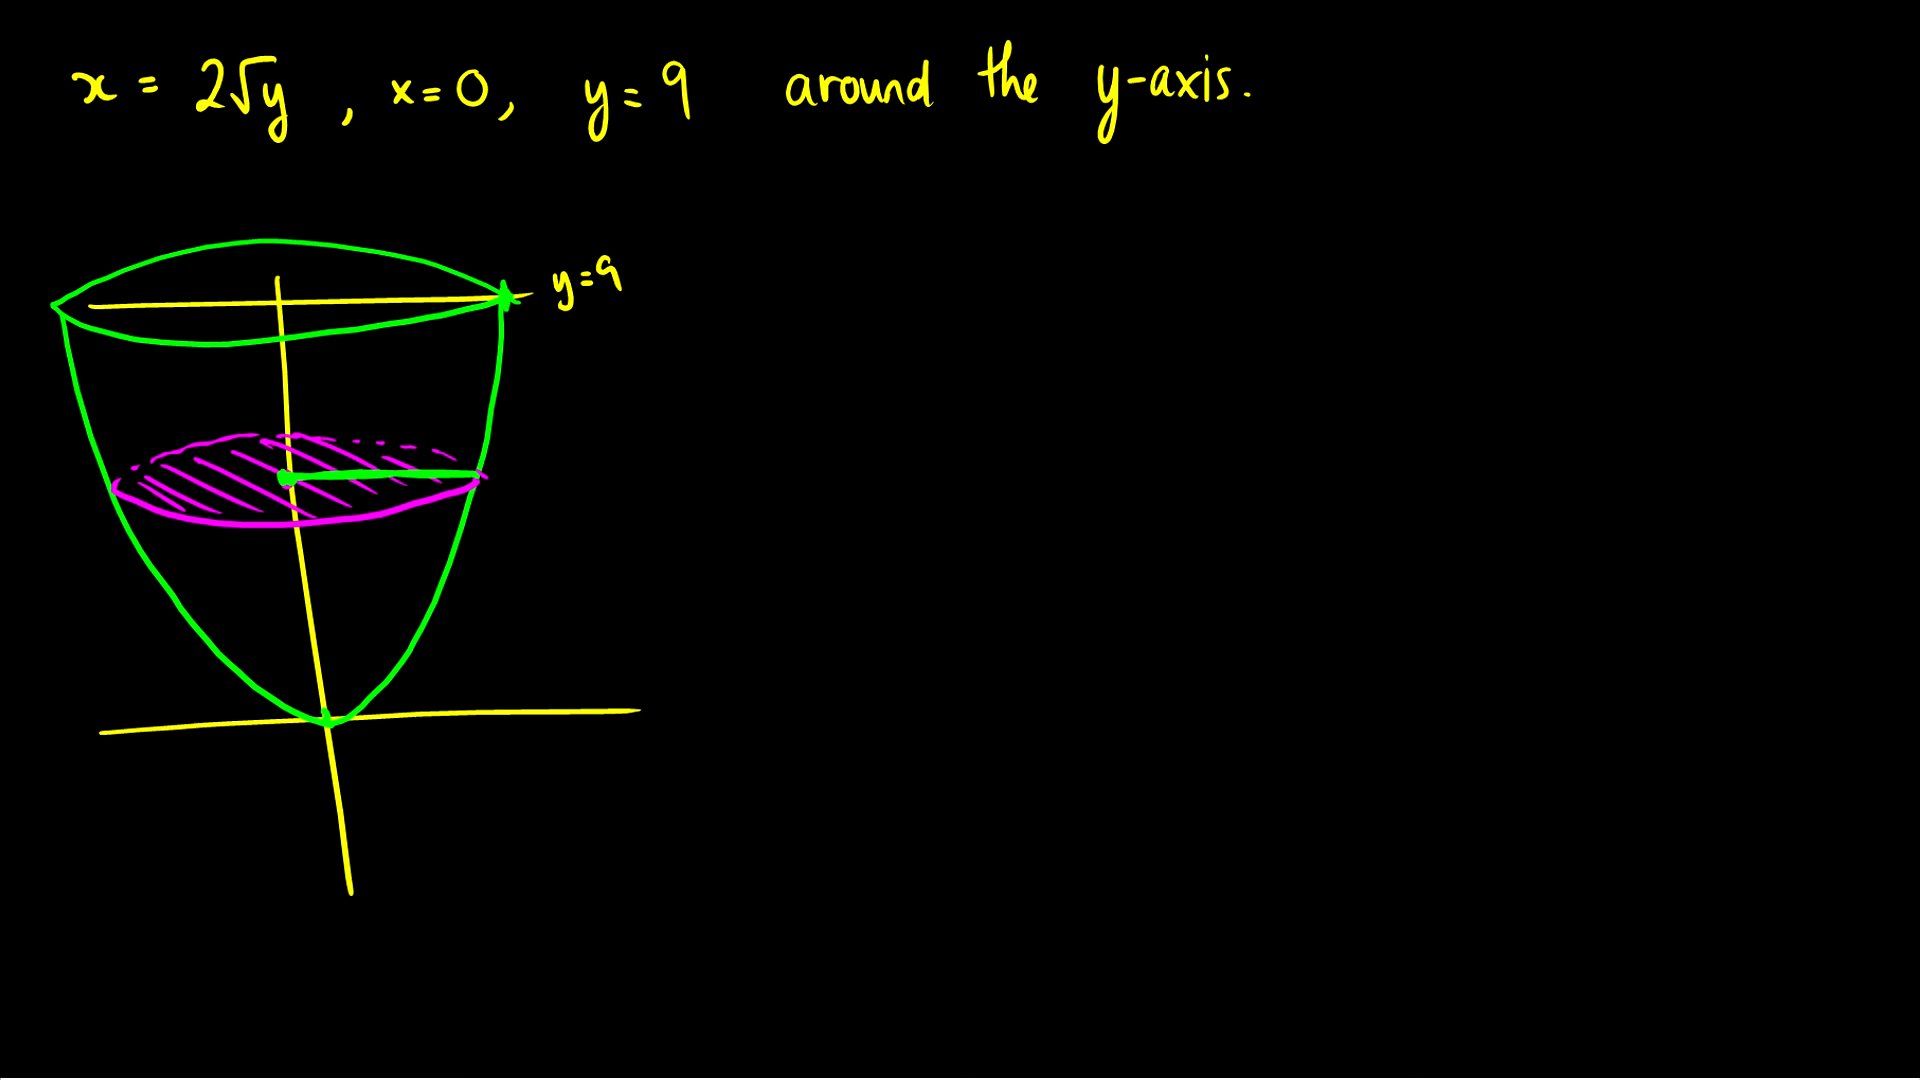 x = 2√y , x=0, y=9 around the y-axis.
y=9